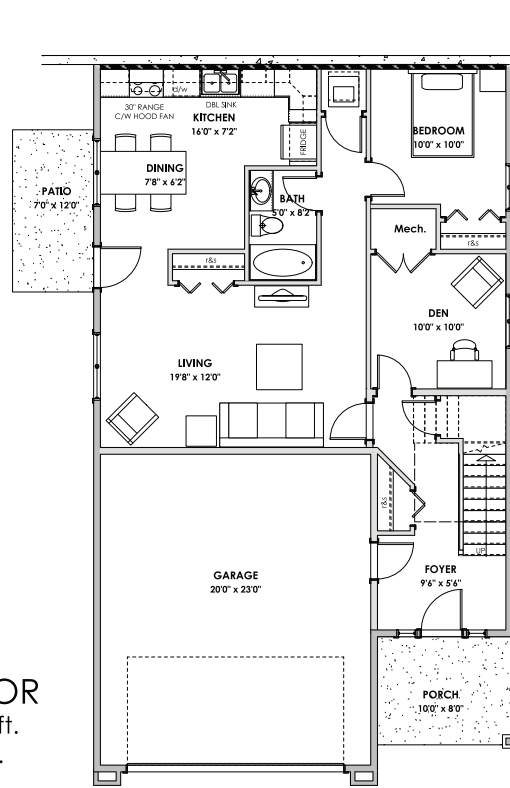 d/w
30" RANGE
C/W HOOD FAN
DBL SINK
KITCHEN
16'0" x 7'2"
FRIDGE
BEDROOM
10'0" x 10'0"
DINING
7'8" x 6'2"
PATIO
7'0" x 12'0"
BATH
5'0" x 8'2"
Mech.
r&s
r&s
DEN
10'0" x 10'0"
LIVING
19'8" x 12'0"
r&s
UP
FOYER
9'6" x 5'6"
GARAGE
20'0" x 23'0"
PORCH
10'0" x 8'0"
OR
ft.
.